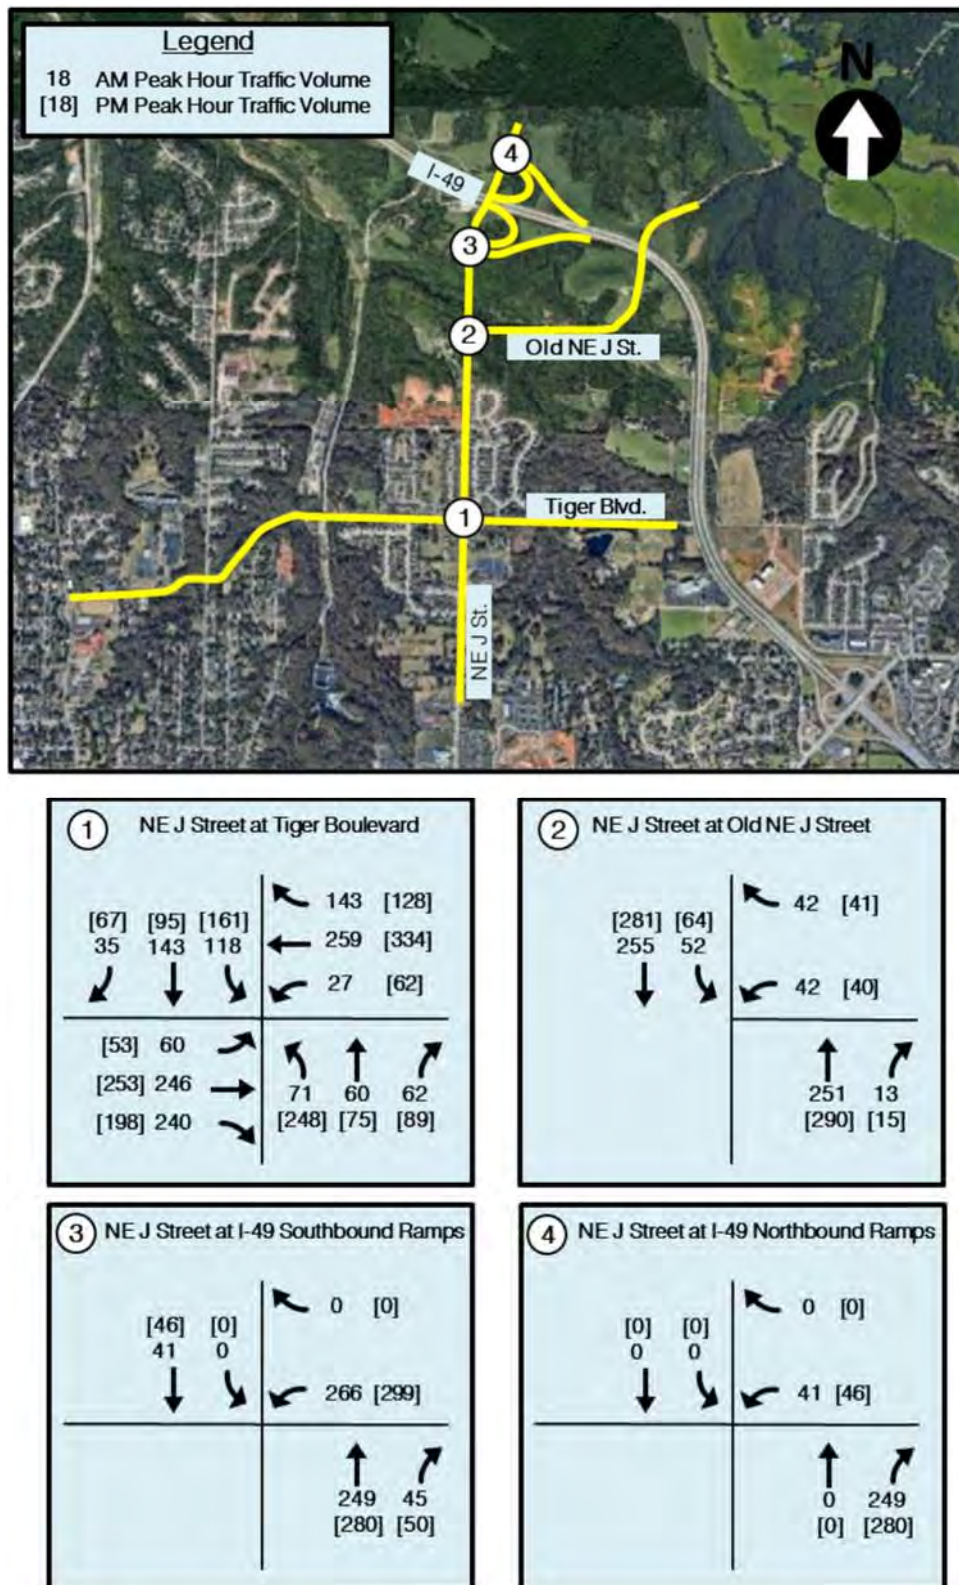 Legend
18 AM Peak Hour Traffic Volume
[18] PM Peak Hour Traffic Volume
N
4
I-49
3
2
Old NE J St.
1
Tiger Blvd.
NE J St.
1 NE J Street at Tiger Boulevard
[67] [95] [161]
35 143 118
143 [128]
259 [334]
27 [62]
[53] 60
[253] 246
[198] 240
71 60 62
[248] [75] [89]
2 NE J Street at Old NE J Street
[281] [64]
255 52
42 [41]
42 [40]
251 13
[290] [15]
3 NE J Street at I-49 Southbound Ramps
[46] [0]
41 0
0 [0]
266 [299]
249 45
[280] [50]
4 NE J Street at I-49 Northbound Ramps
[0] [0]
0 0
0 [0]
41 [46]
0 249
[0] [280]